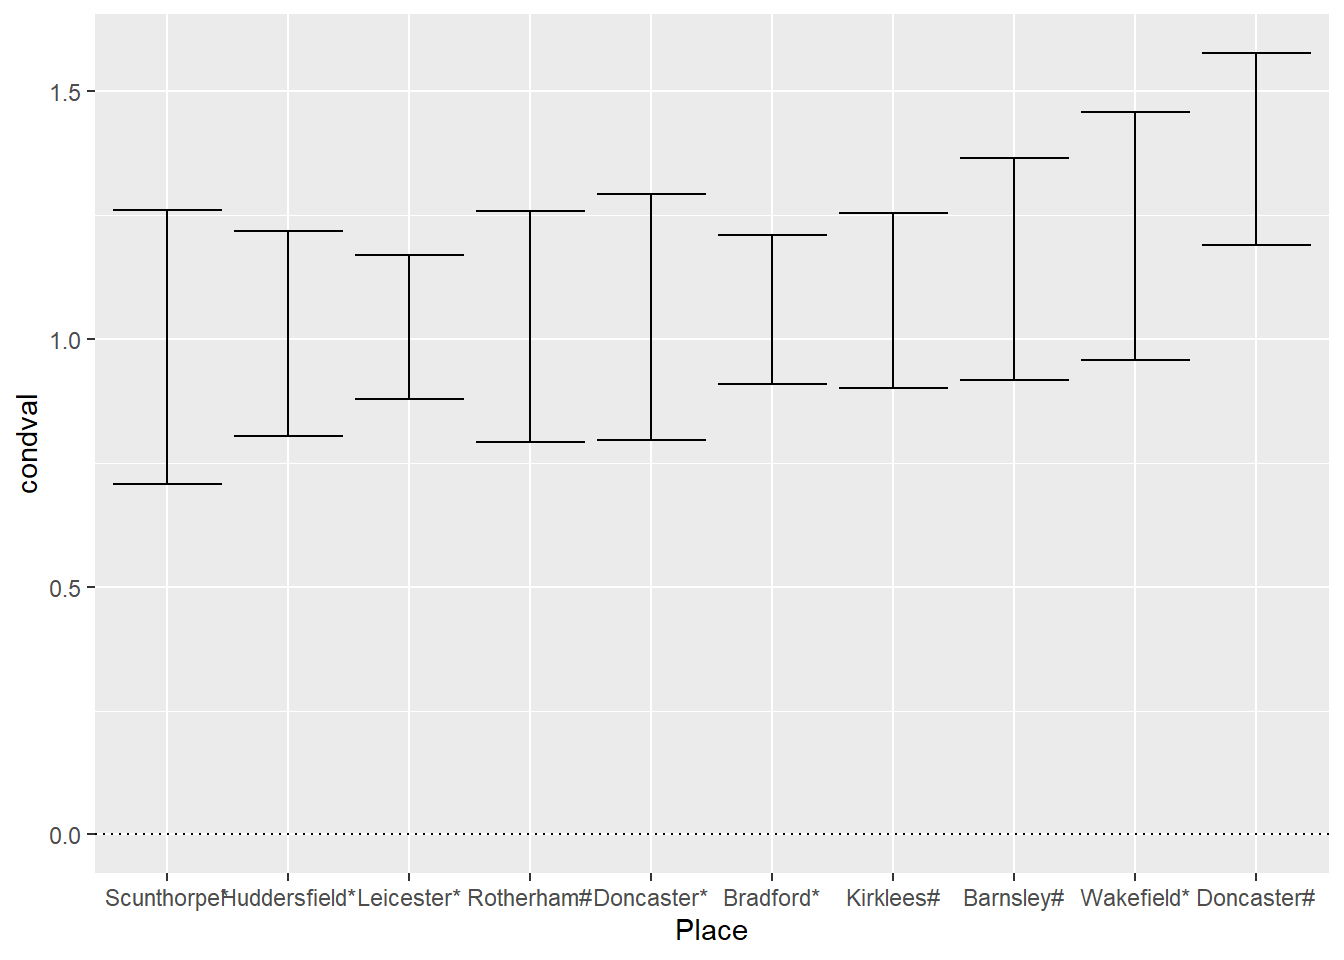 1.5
1.0
0.5
0.0
condval
Scunthorpe* Huddersfield* Leicester* Rotherham# Doncaster* Bradford* Kirklees# Barnsley# Wakefield* Doncaster#
Place